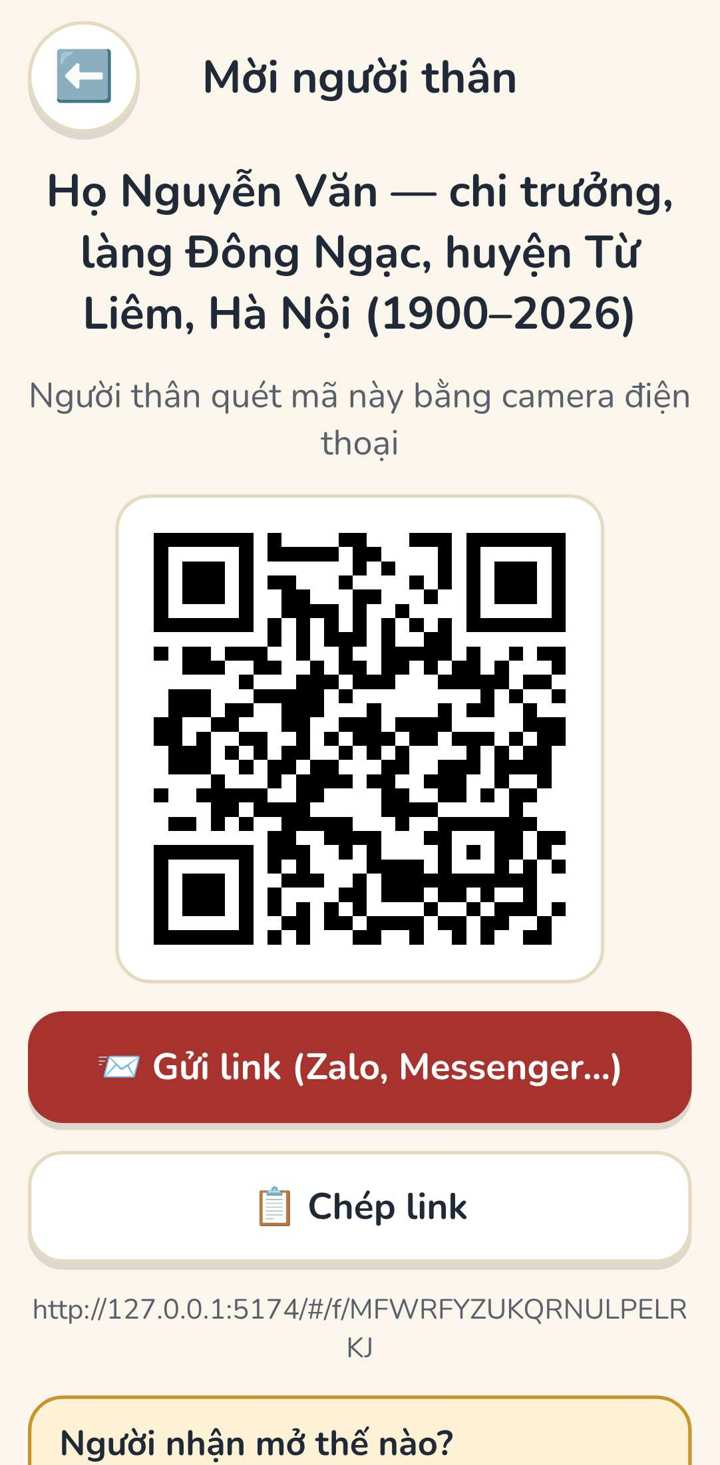 Mời người thân
Họ Nguyễn Văn — chi trưởng,
làng Đông Ngạc, huyện Từ
Liêm, Hà Nội (1900–2026)
Người thân quét mã này bằng camera điện
thoại
Gửi link (Zalo, Messenger...)
Chép link
http://127.0.0.1:5174/#/f/MFWRFYZUKQRNULPELR
KJ
Người nhận mở thế nào?